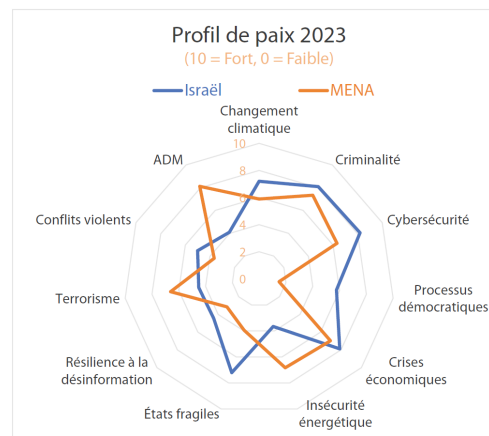 Profil de paix 2023
(10 = Fort, 0 = Faible)
Israël
MENA
Changement
climatique
Criminalité
Cybersécurité
Processus
démocratiques
Crises
économiques
Insécurité
énergétique
États fragiles
Résilience à la
désinformation
Terrorisme
Conflits violents
ADM
10
8
6
4
2
0